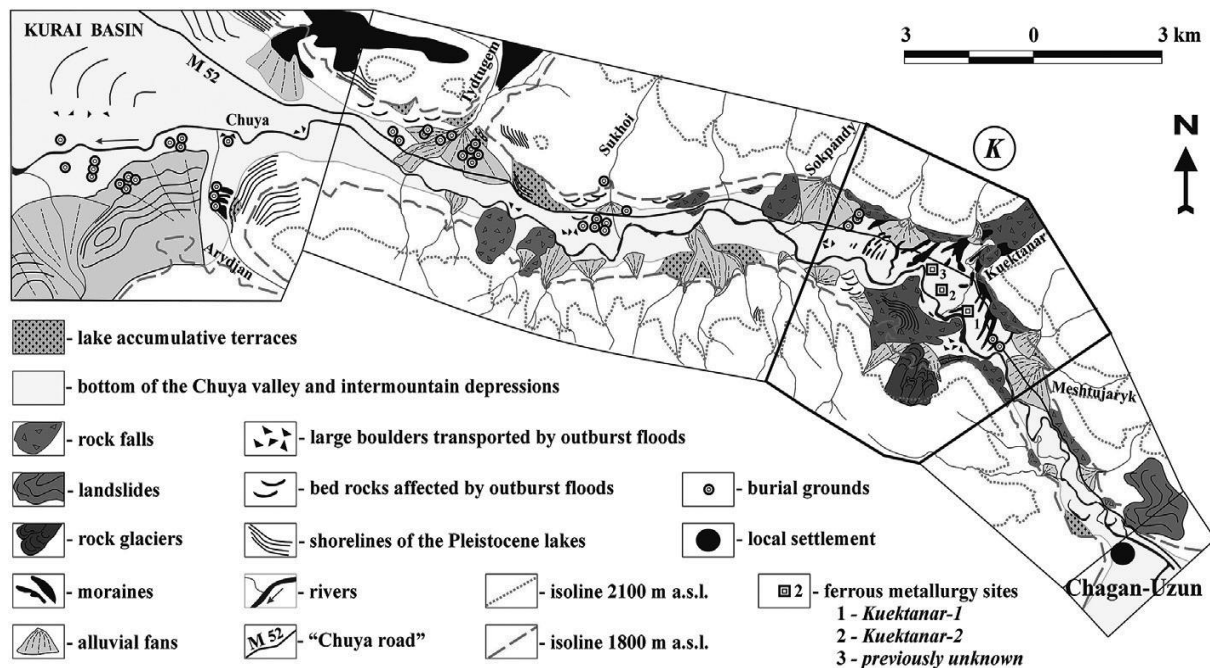 KURAI BASIN
M 52
Chuya
Arydjan
Tydtugem
Sukhoi
Sokpandy
K
Kuektanar
3
2
1
Meshtujaryk
Chagan-Uzun
3 0 3 km
N
- lake accumulative terraces
- bottom of the Chuya valley and intermountain depressions
- rock falls
- large boulders transported by outburst floods
- landslides
- bed rocks affected by outburst floods
- burial grounds
- rock glaciers
- shorelines of the Pleistocene lakes
- local settlement
- moraines
- rivers
- isoline 2100 m a.s.l.
2 - ferrous metallurgy sites
1 - Kuektanar-1
2 - Kuektanar-2
3 - previously unknown
- alluvial fans
M 52 - "Chuya road"
- isoline 1800 m a.s.l.